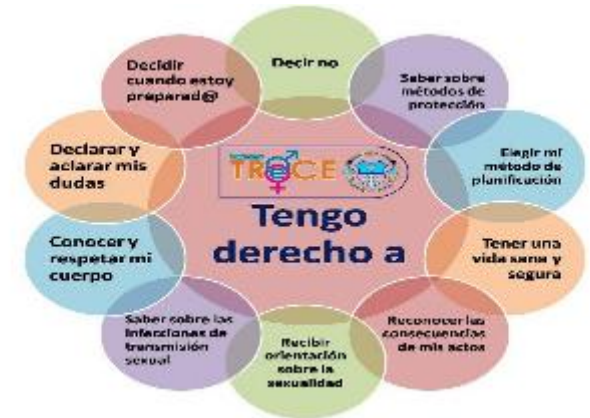 Decir no
Saber sobre
métodos de
protección
Elegir mi
método de
planificación
Tener una
vida sana y
segura
Reconocer las
consecuencias
de mis actos
Recibir
orientación
sobre la
sexualidad
Saber sobre las
infecciones de
transmisión
sexual
Conocer y
respetar mi
cuerpo
Declarar y
aclarar mis
dudas
Decidir
cuando estoy
preparad@
TRECE
Tengo
derecho a